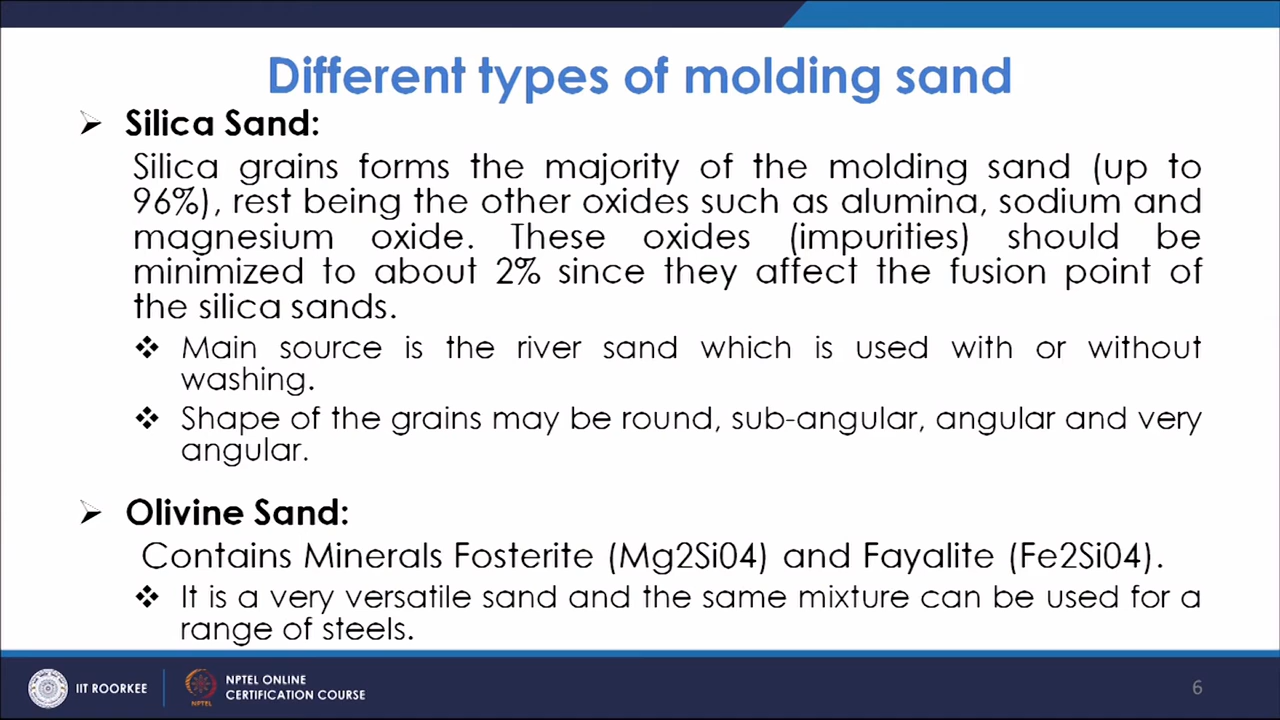 Different types of molding sand
Silica Sand:
Silica grains forms the majority of the molding sand (up to
96%), rest being the other oxides such as alumina, sodium and
magnesium oxide. These oxides (impurities) should be
minimized to about 2% since they affect the fusion point of
the silica sands.
Main source is the river sand which is used with or without
washing.
Shape of the grains may be round, sub-angular, angular and very
angular.
Olivine Sand:
Contains Minerals Fosterite (Mg2Si04) and Fayalite (Fe2Si04).
It is a very versatile sand and the same mixture can be used for a
range of steels.
IIT ROORKEE
NPTEL
NPTEL ONLINE
CERTIFICATION COURSE
6